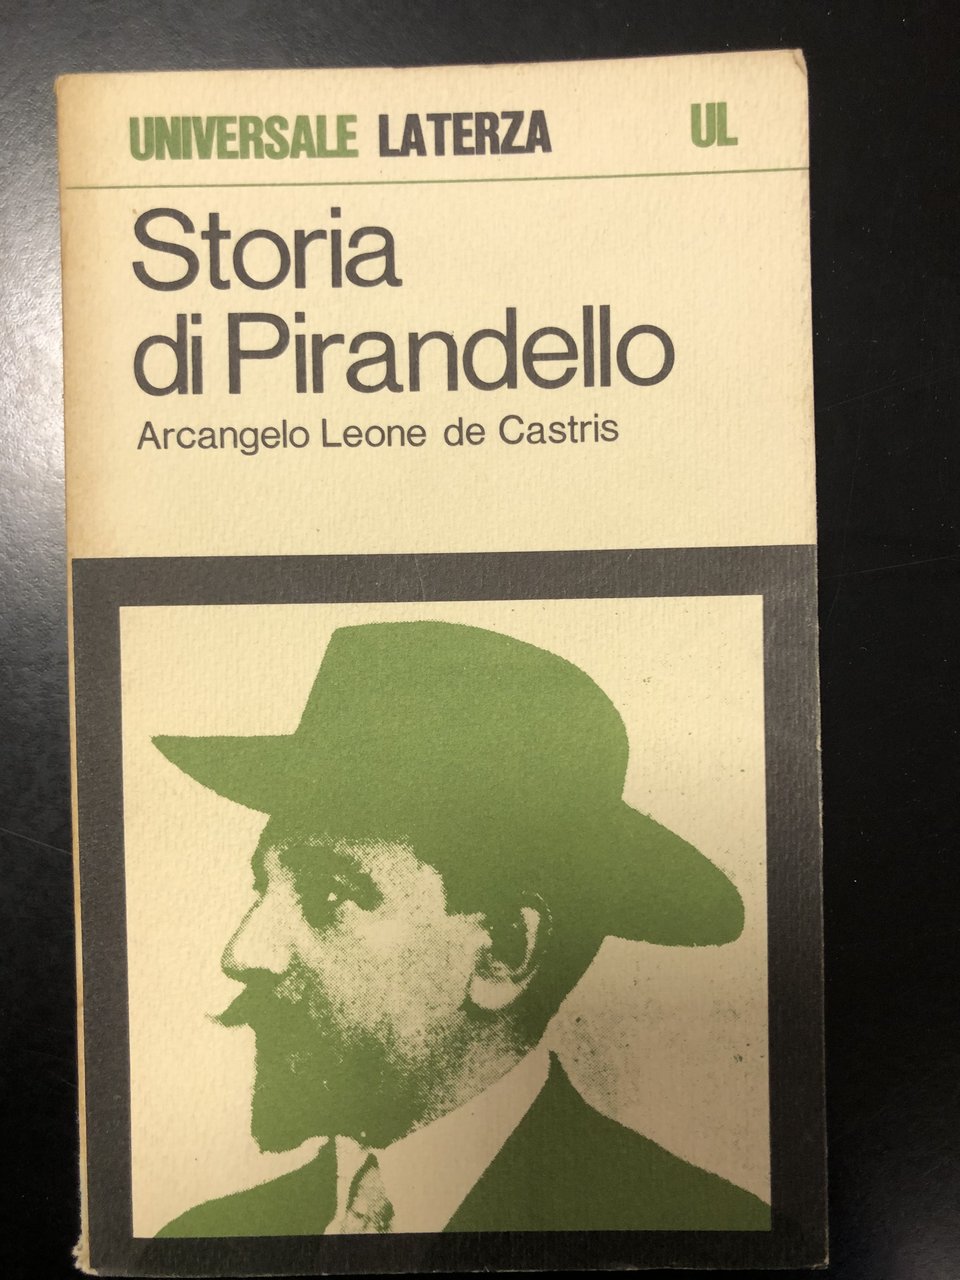 UNIVERSALE LATERZA UL
Storia
di Pirandello
Arcangelo Leone de Castris